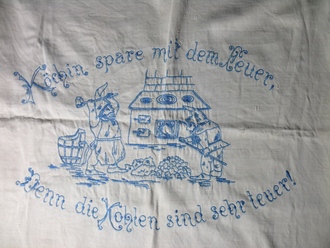 Köchin spare mit dem Feuer,
Denn die Kohlen sind sehr teuer!